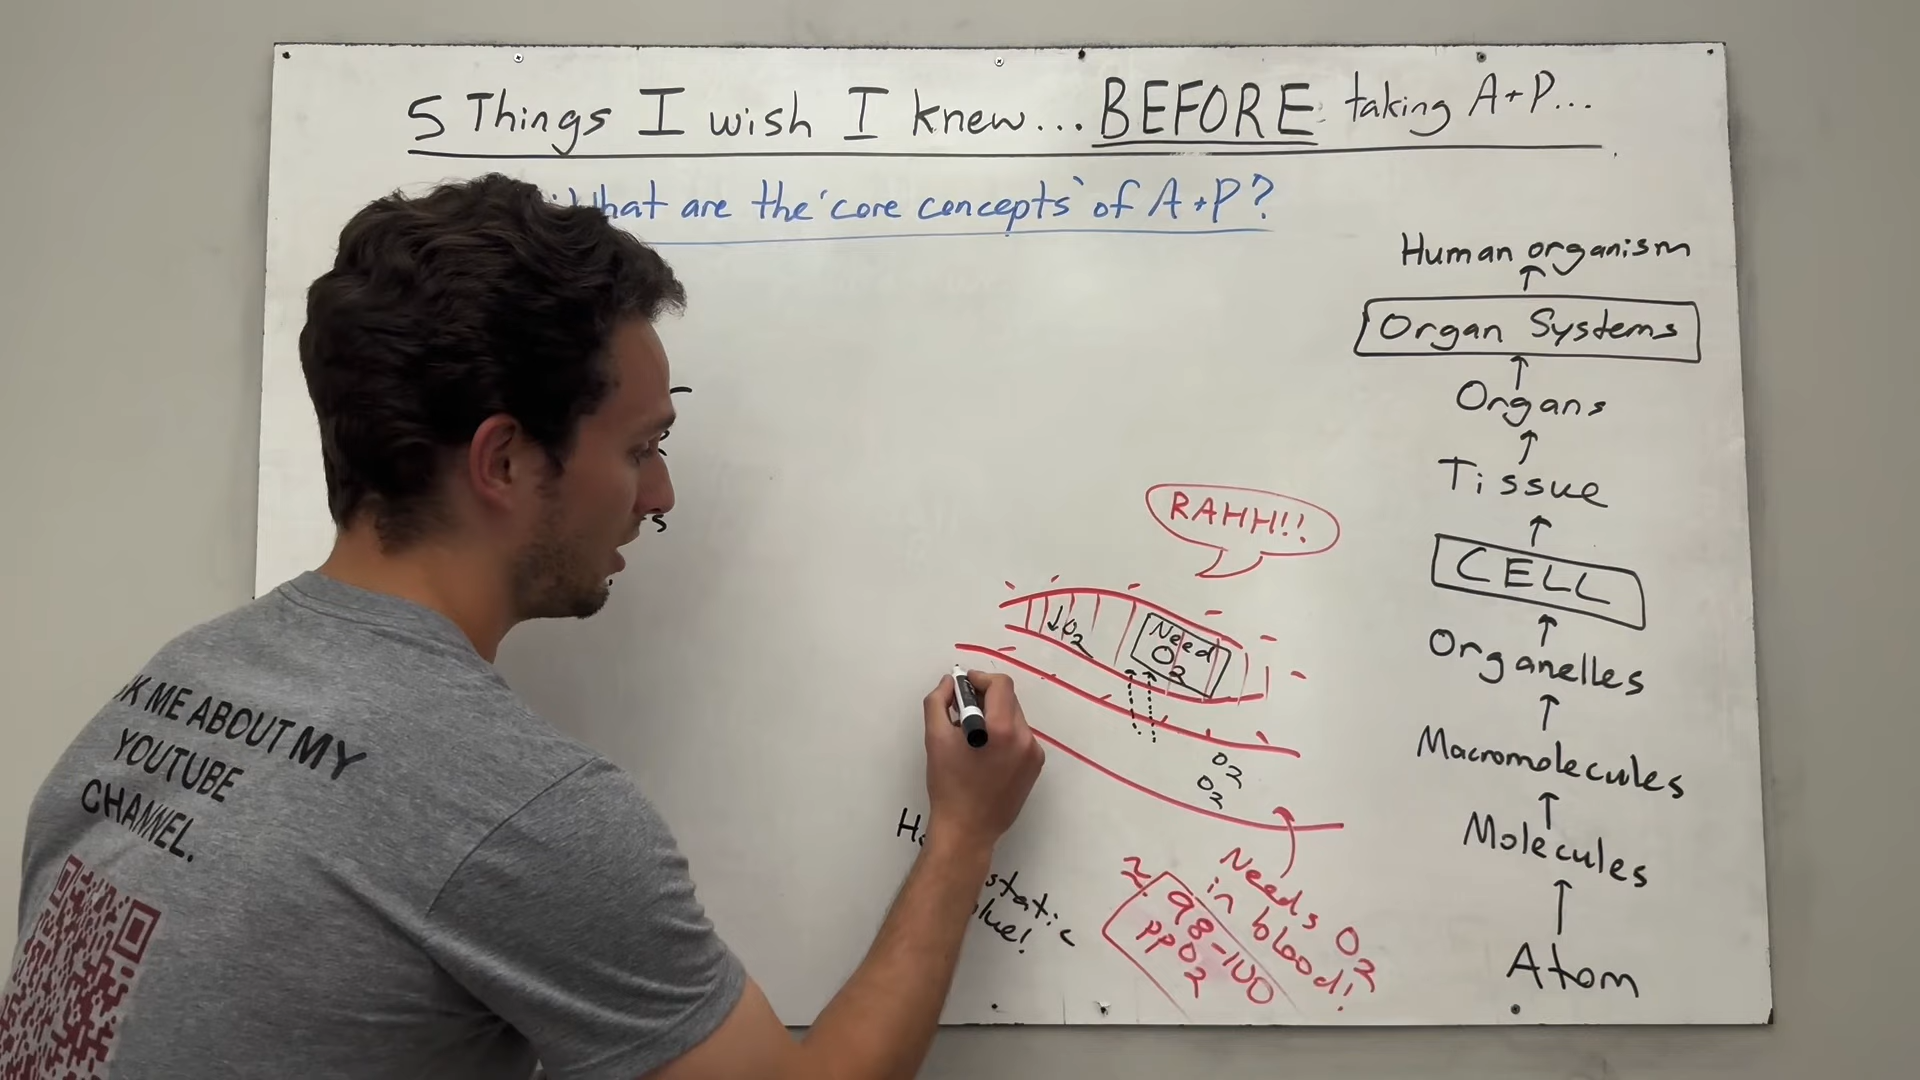 5 Things I wish I knew... BEFORE taking A+P...
What are the 'core concepts' of A+P?
Human organism
Organ Systems
Organs
Tissue
CELL
Organelles
Macromolecules
Molecules
Atom
RAHH!!
↓O2
Need
O2
O2
O2
Needs O2
in blood!
~98-100
ppO2
static
K ME ABOUT MY
YOUTUBE
CHANNEL.